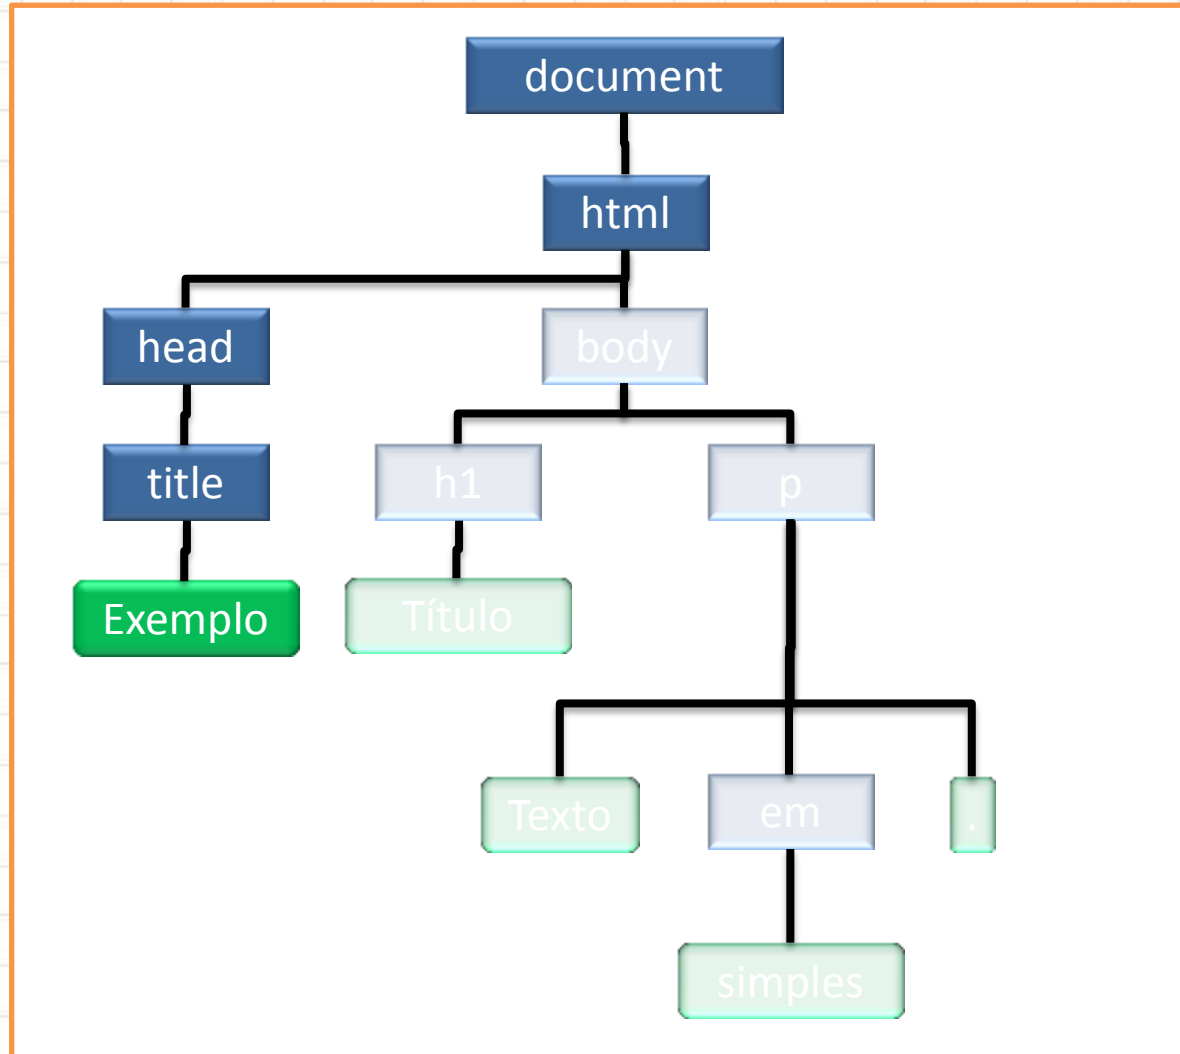 document
html
head
body
title
h1
p
Exemplo
Título
Texto
em
.
simples